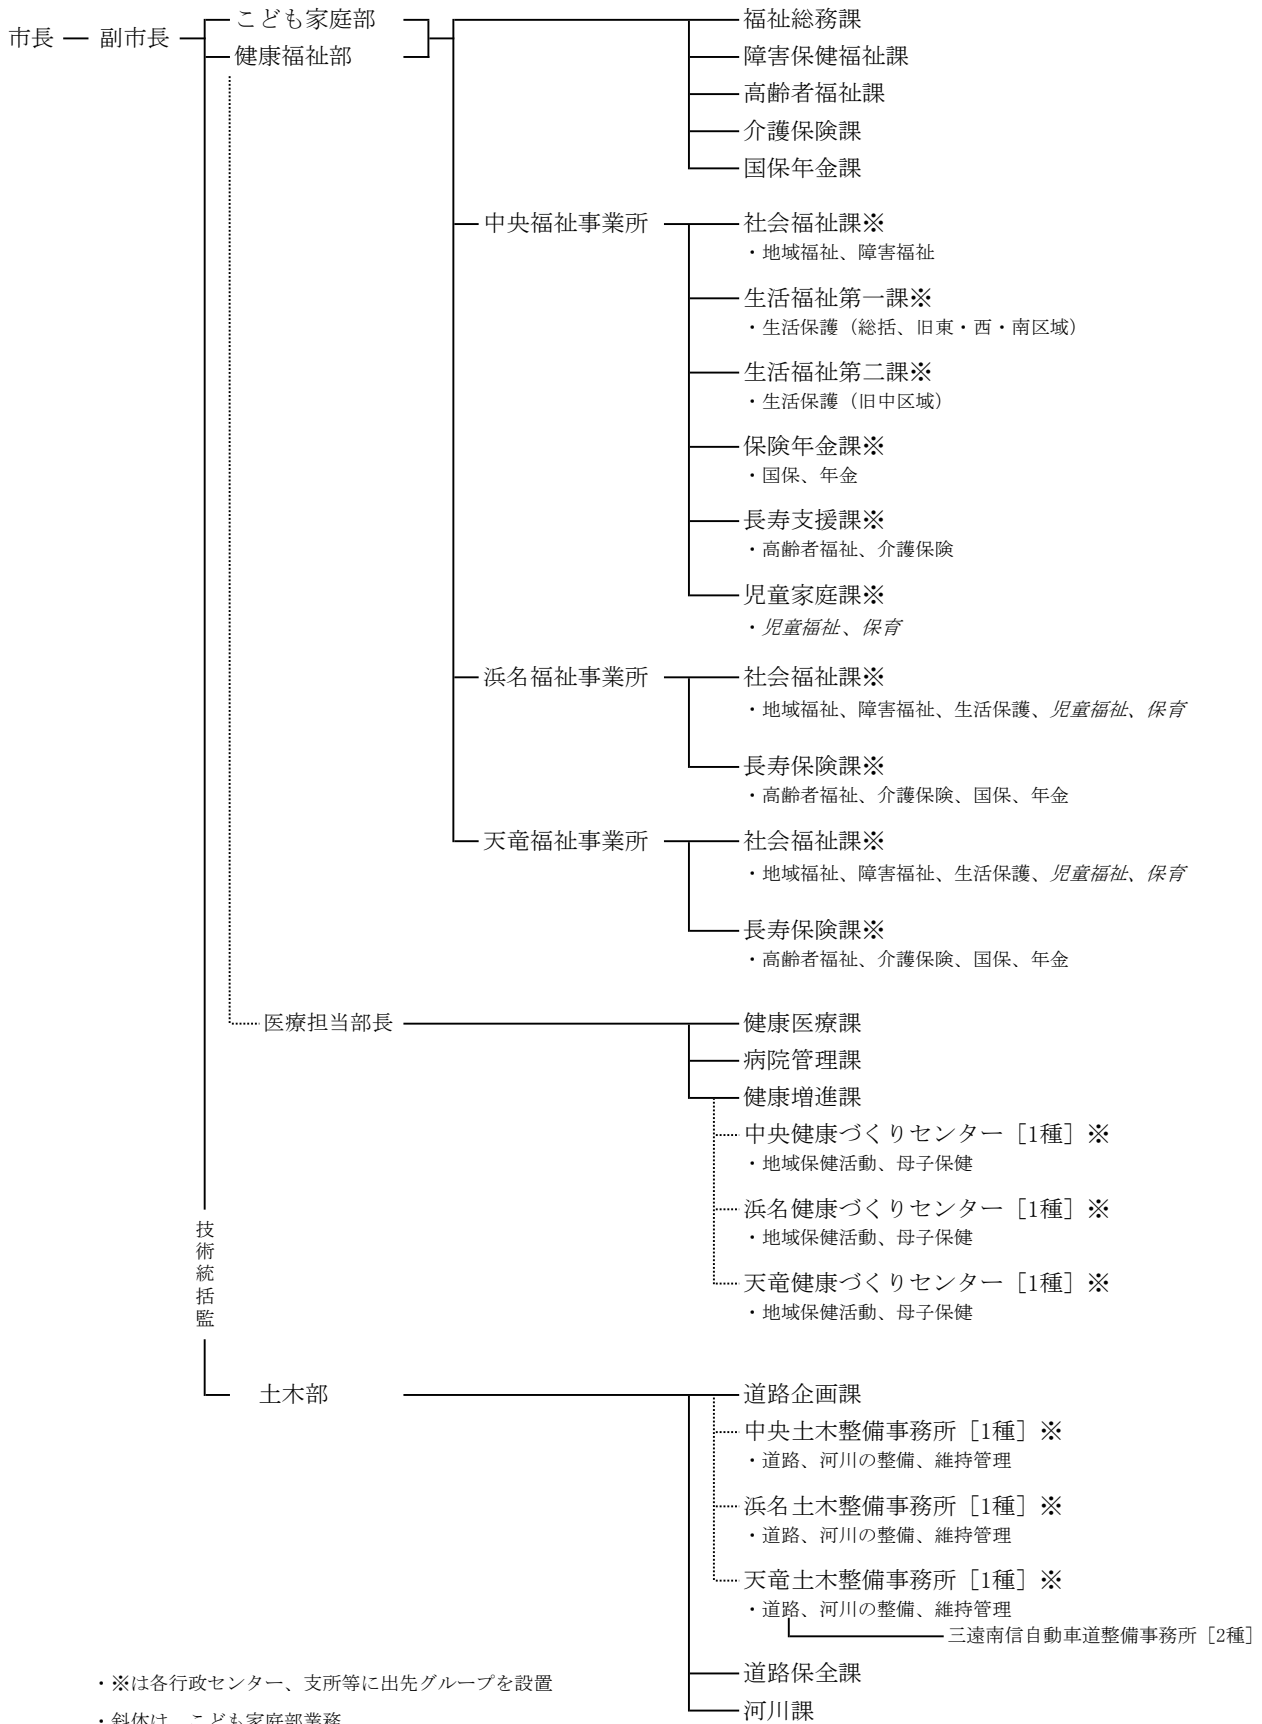 市長
副市長
こども家庭部
健康福祉部
福祉総務課
障害保健福祉課
高齢者福祉課
介護保険課
国保年金課
中央福祉事業所
社会福祉課※
・地域福祉、障害福祉
生活福祉第一課※
・生活保護（総括、旧東・西・南区域）
生活福祉第二課※
・生活保護（旧中区域）
保険年金課※
・国保、年金
長寿支援課※
・高齢者福祉、介護保険
児童家庭課※
・児童福祉、保育
浜名福祉事業所
社会福祉課※
・地域福祉、障害福祉、生活保護、児童福祉、保育
長寿保険課※
・高齢者福祉、介護保険、国保、年金
天竜福祉事業所
社会福祉課※
・地域福祉、障害福祉、生活保護、児童福祉、保育
長寿保険課※
・高齢者福祉、介護保険、国保、年金
医療担当部長
健康医療課
病院管理課
健康増進課
中央健康づくりセンター［1種］※
・地域保健活動、母子保健
浜名健康づくりセンター［1種］※
・地域保健活動、母子保健
天竜健康づくりセンター［1種］※
・地域保健活動、母子保健
技術統括監
土木部
道路企画課
中央土木整備事務所［1種］※
・道路、河川の整備、維持管理
浜名土木整備事務所［1種］※
・道路、河川の整備、維持管理
天竜土木整備事務所［1種］※
・道路、河川の整備、維持管理
三遠南信自動車道整備事務所［2種］
道路保全課
河川課
・※は各行政センター、支所等に出先グループを設置
・斜体は、こども家庭部業務